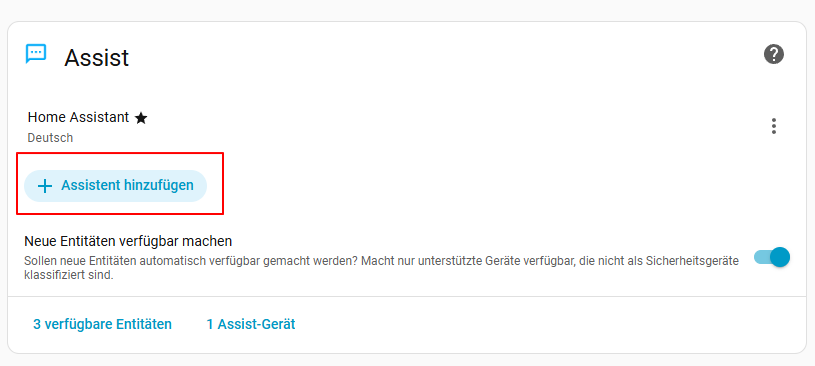 Assist
Home Assistant ★
Deutsch
+ Assistent hinzufügen
Neue Entitäten verfügbar machen
Sollen neue Entitäten automatisch verfügbar gemacht werden? Macht nur unterstützte Geräte verfügbar, die nicht als Sicherheitsgeräte
klassifiziert sind.
3 verfügbare Entitäten 1 Assist-Gerät